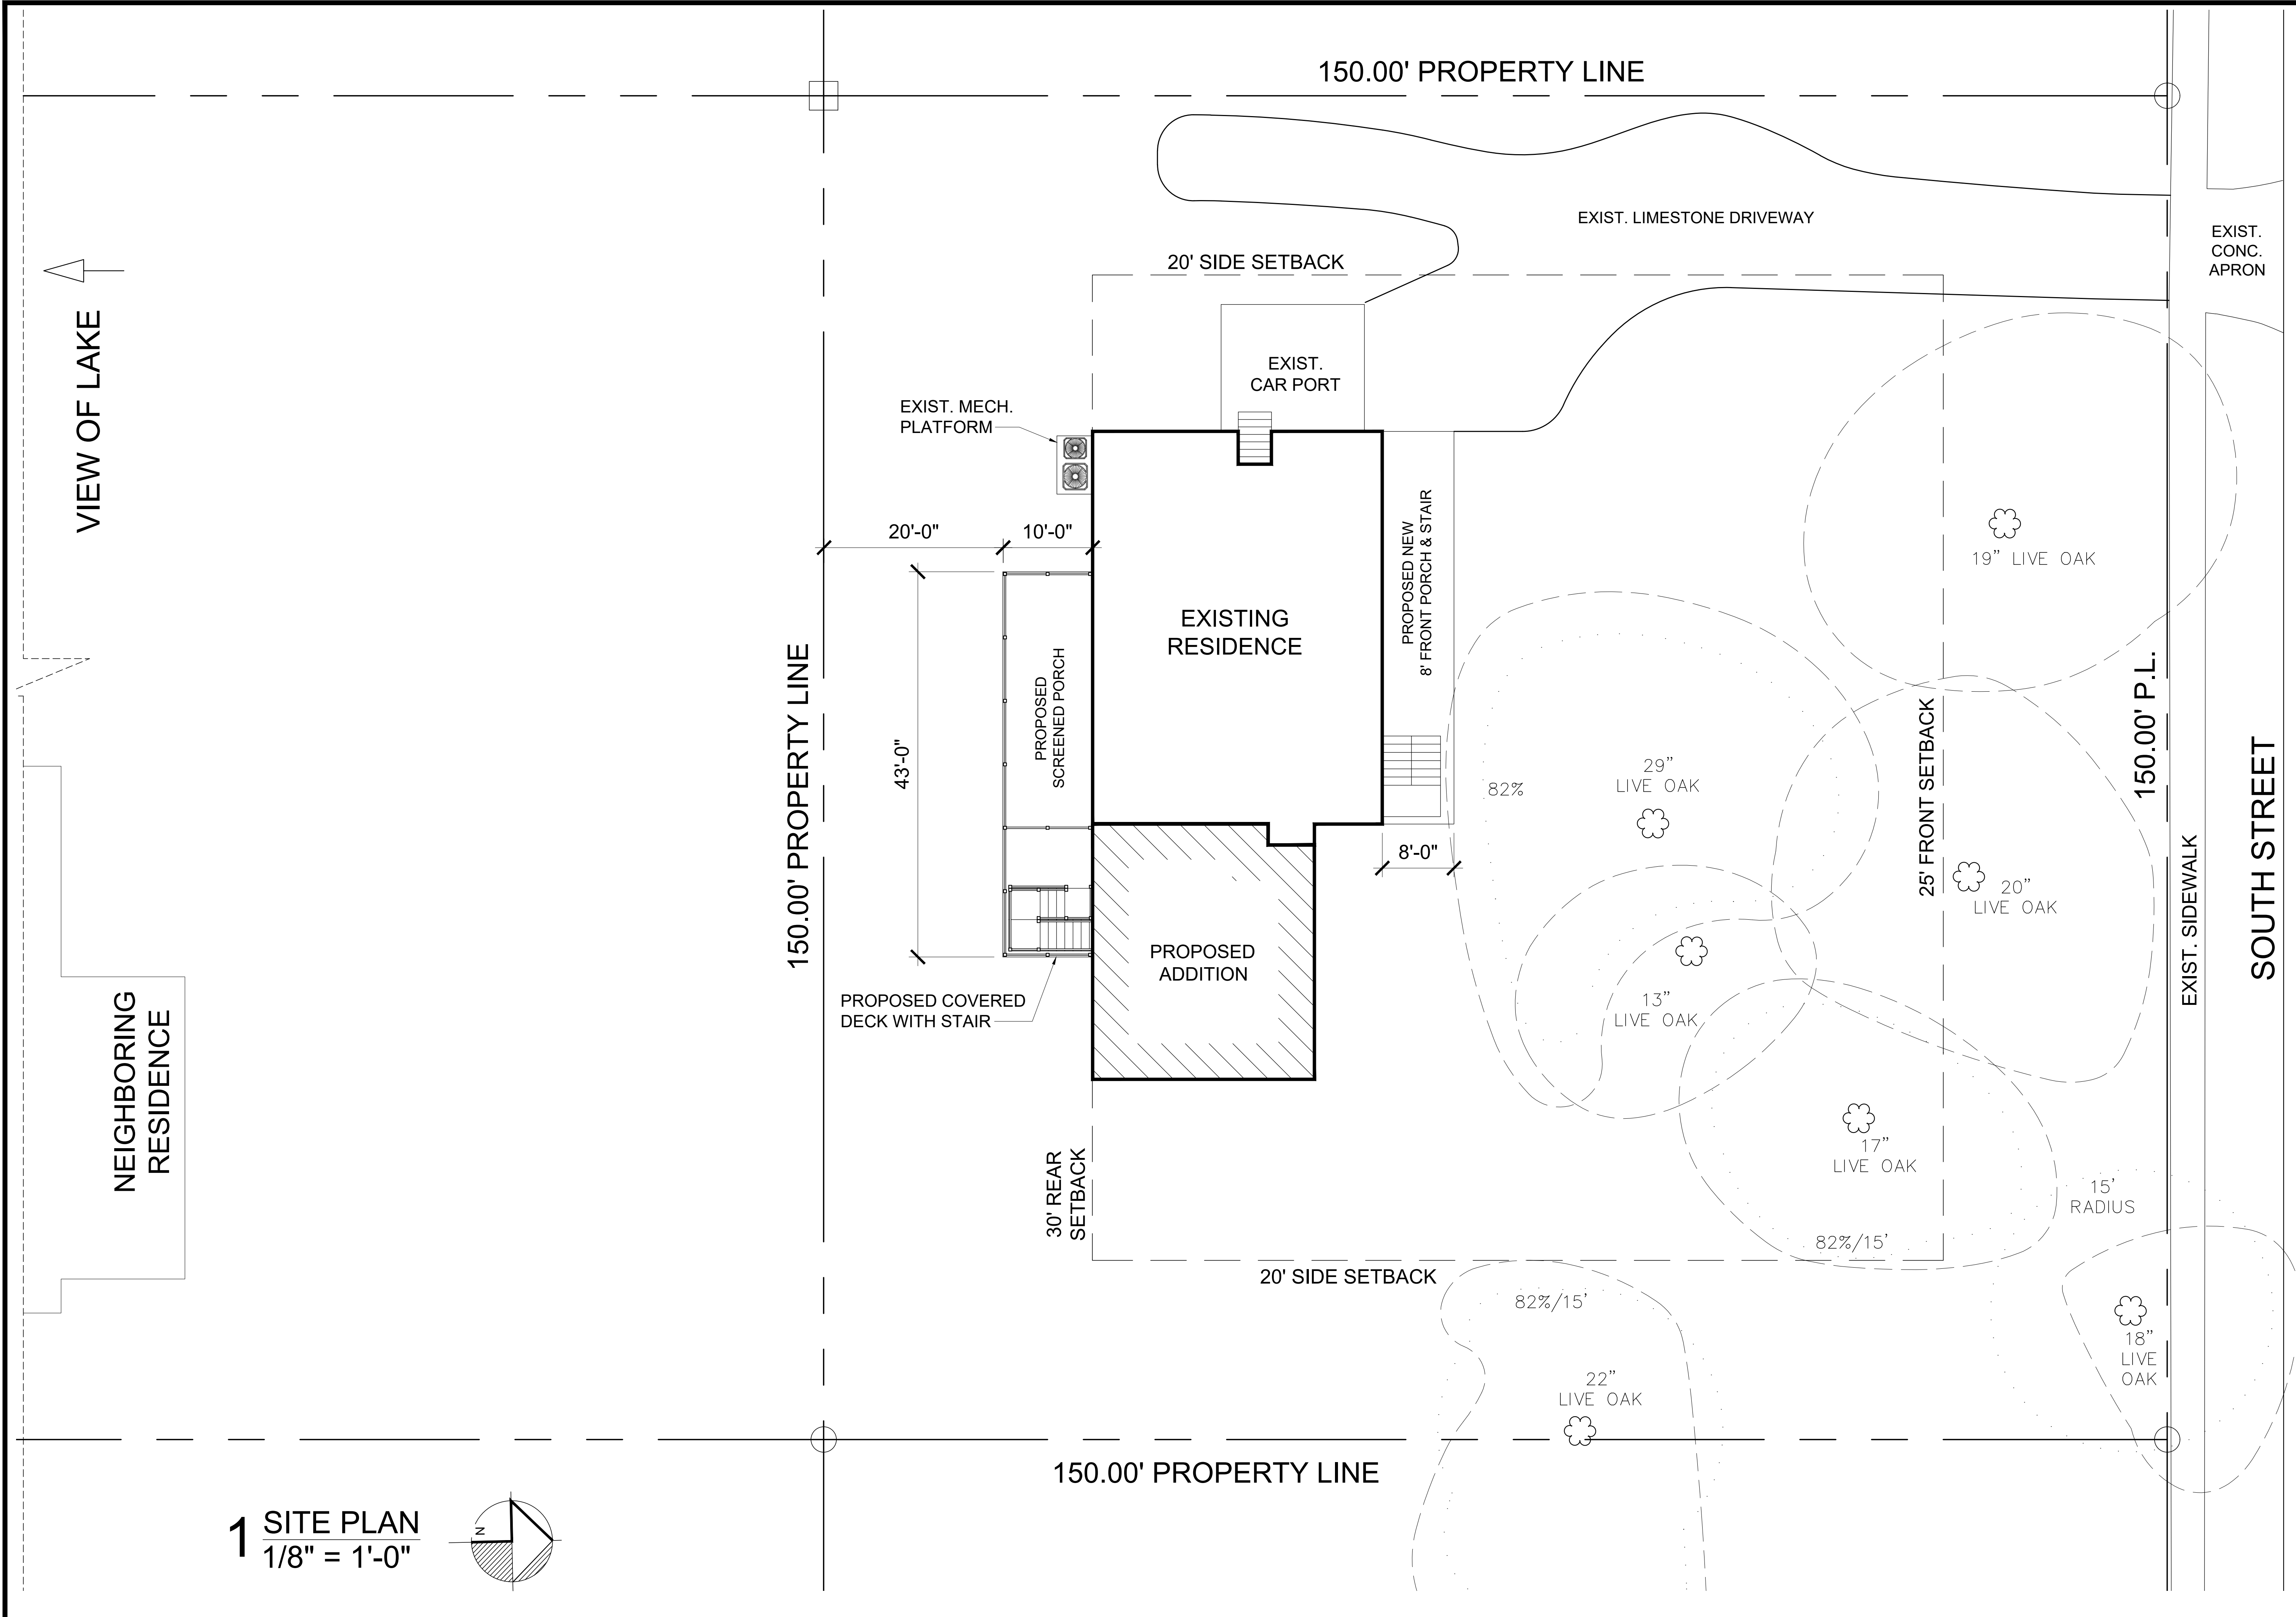 150.00' PROPERTY LINE
EXIST. LIMESTONE DRIVEWAY
EXIST.
CONC.
APRON
20' SIDE SETBACK
VIEW OF LAKE
EXIST.
CAR PORT
EXIST. MECH.
PLATFORM
20'-0"
10'-0"
PROPOSED NEW
8' FRONT PORCH & STAIR
19” LIVE OAK
EXISTING
RESIDENCE
PROPOSED
SCREENED PORCH
43'-0"
150.00' PROPERTY LINE
29”
LIVE OAK
82%
25' FRONT SETBACK
150.00' P.L.
SOUTH STREET
EXIST. SIDEWALK
8'-0"
20”
LIVE OAK
PROPOSED
ADDITION
13”
LIVE OAK
PROPOSED COVERED
DECK WITH STAIR
NEIGHBORING
RESIDENCE
17”
LIVE OAK
30' REAR
SETBACK
15'
RADIUS
82%/15'
20' SIDE SETBACK
82%/15'
18”
LIVE
OAK
22”
LIVE OAK
150.00' PROPERTY LINE
1 SITE PLAN
1/8" = 1'-0"
N